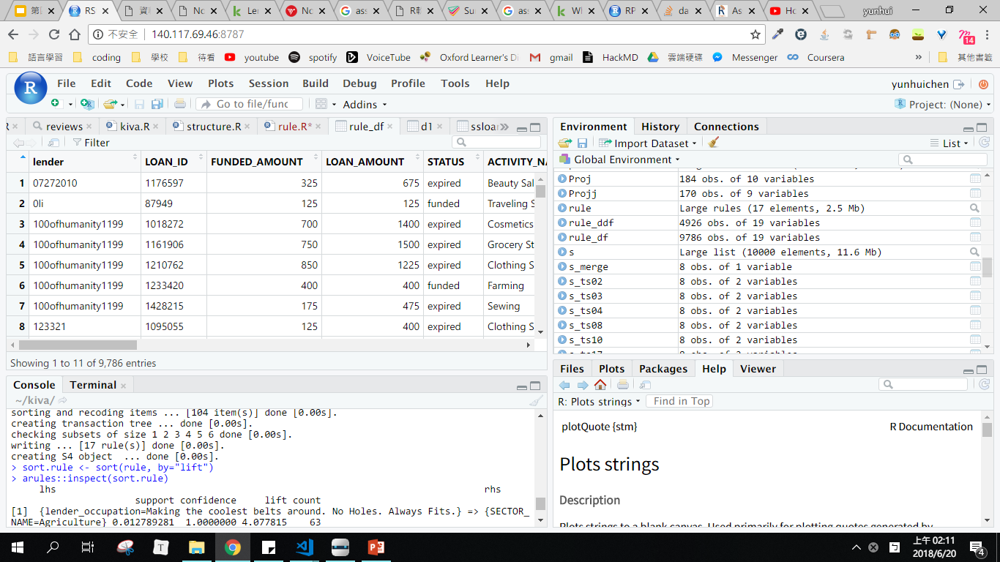 第 RS 資 No Lei No ass R軟 Su ass Wl RP da As Ho yunhui
不安全 | 140.117.69.46:8787 14
語言學習 coding 學校 待看 youtube spotify VoiceTube Oxford Learner's Di gmail HackMD 雲端硬碟 Messenger Coursera » 其他書籤
R File Edit Code View Plots Session Build Debug Profile Tools Help yunhuichen
Go to file/func Addins Project: (None)
R reviews kiva.R structure.R rule.R* rule_df d1 ssloar
Filter
lender LOAN_ID FUNDED_AMOUNT LOAN_AMOUNT STATUS ACTIVITY_NA
1 07272010 1176597 325 675 expired Beauty Sal
2 0li 87949 125 125 funded Traveling S
3 100ofhumanity1199 1018272 700 1400 expired Cosmetics
4 100ofhumanity1199 1161906 750 1500 expired Grocery St
5 100ofhumanity1199 1210762 850 1225 expired Clothing S
6 100ofhumanity1199 1233420 400 400 funded Farming
7 100ofhumanity1199 1428215 175 475 expired Sewing
8 123321 1095055 125 400 expired Clothing S
Showing 1 to 11 of 9,786 entries
Console Terminal
~/kiva/
sorting and recoding items ... [104 item(s)] done [0.00s].
creating transaction tree ... done [0.00s].
checking subsets of size 1 2 3 4 5 6 done [0.00s].
writing ... [17 rule(s)] done [0.00s].
creating S4 object ... done [0.00s].
> sort.rule <- sort(rule, by="lift")
> arules::inspect(sort.rule)
lhs rhs
support confidence lift count
[1] {lender_occupation=Making the coolest belts around. No Holes. Always Fits.} => {SECTOR_
NAME=Agriculture} 0.012789281 1.0000000 4.077815 63
Environment History Connections
Import Dataset List
Global Environment
Proj 184 obs. of 10 variables
Projj 170 obs. of 9 variables
rule Large rules (17 elements, 2.5 Mb)
rule_ddf 4926 obs. of 19 variables
rule_df 9786 obs. of 19 variables
s Large list (10000 elements, 11.6 Mb)
s_merge 8 obs. of 1 variable
s_ts02 8 obs. of 2 variables
s_ts03 8 obs. of 2 variables
s_ts04 8 obs. of 2 variables
s_ts08 8 obs. of 2 variables
s_ts10 8 obs. of 2 variables
s_ts17 8 obs. of 2 variables
Files Plots Packages Help Viewer
R: Plots strings Find in Top
plotQuote {stm} R Documentation
Plots strings
Description
Plots strings to a blank canvas. Used primarily for plotting quotes generated by
上午 02:11
2018/6/20 4